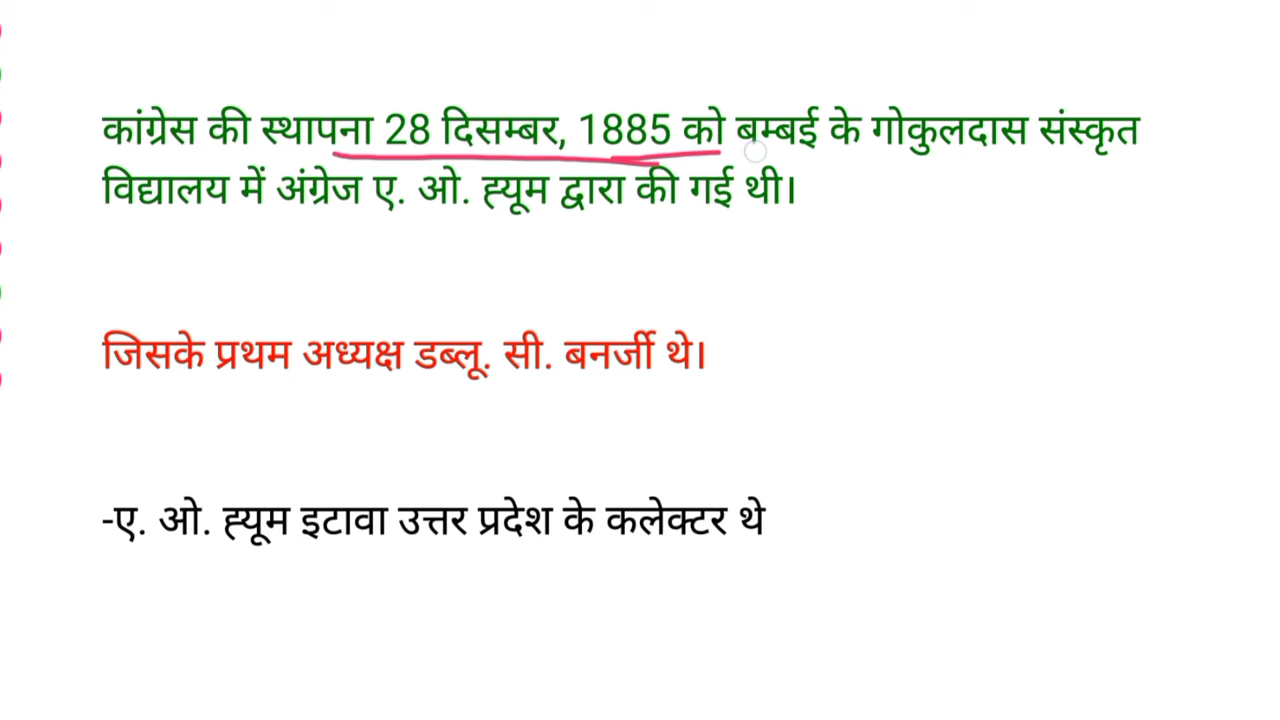 कांग्रेस की स्थापना 28 दिसम्बर, 1885 को बम्बई के गोकुलदास संस्कृत
विद्यालय में अंग्रेज ए. ओ. ह्यूम द्वारा की गई थी।
जिसके प्रथम अध्यक्ष डब्लू. सी. बनर्जी थे।
-ए. ओ. ह्यूम इटावा उत्तर प्रदेश के कलेक्टर थे